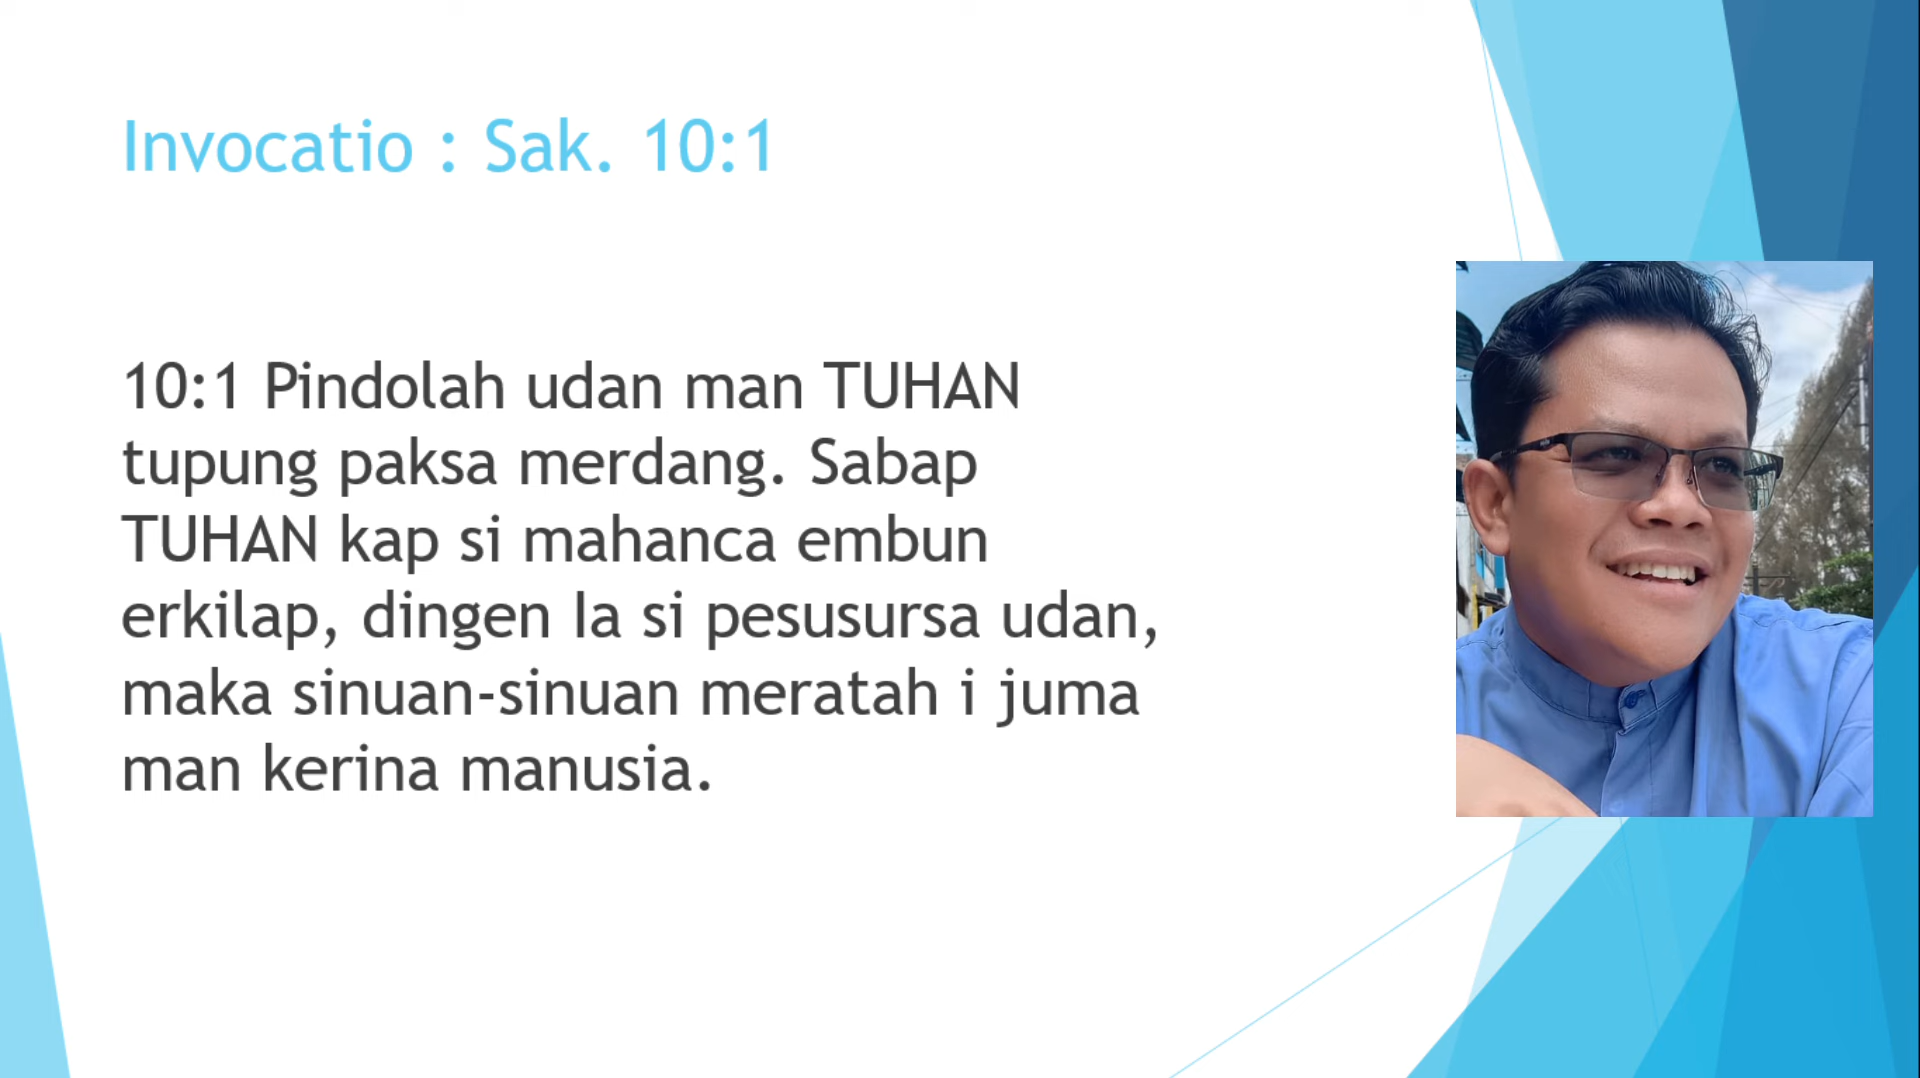 Invocatio : Sak. 10:1
10:1 Pindolah udan man TUHAN
tupung paksa merdang. Sabap
TUHAN kap si mahanca embun
erkilap, dingen Ia si pesusursa udan,
maka sinuan-sinuan meratah i juma
man kerina manusia.